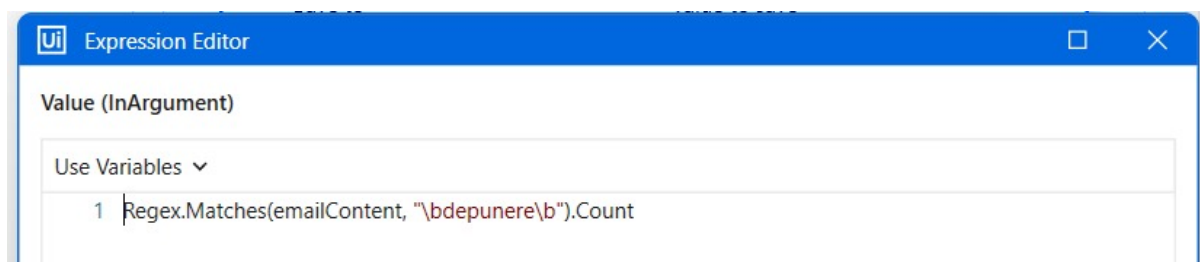 Ui Expression Editor
Value (InArgument)
Use Variables
1 Regex.Matches(emailContent, "\bdepunere\b").Count